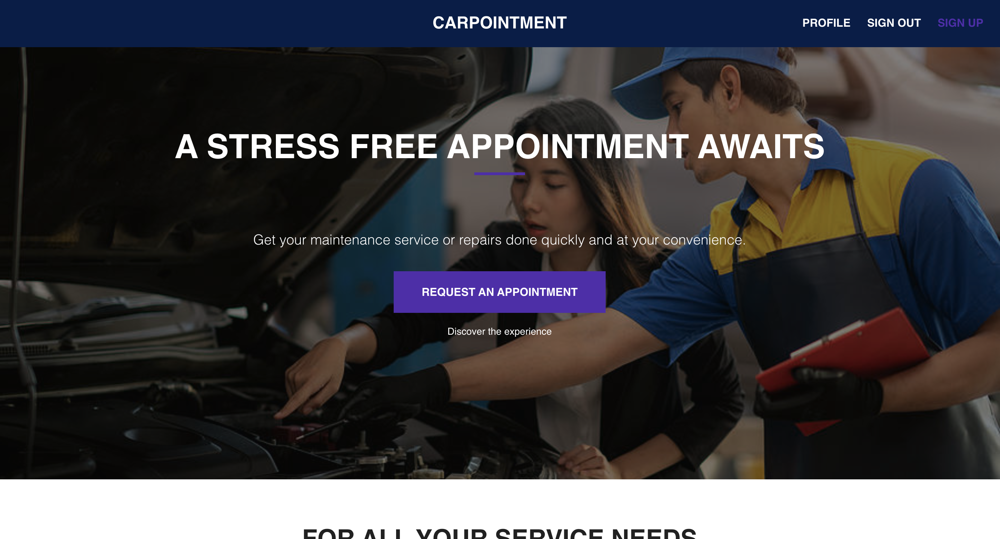 CARPOINTMENT
PROFILE SIGN OUT SIGN UP
A STRESS FREE APPOINTMENT AWAITS
Get your maintenance service or repairs done quickly and at your convenience.
REQUEST AN APPOINTMENT
Discover the experience
FOR ALL YOUR SERVICE NEEDS